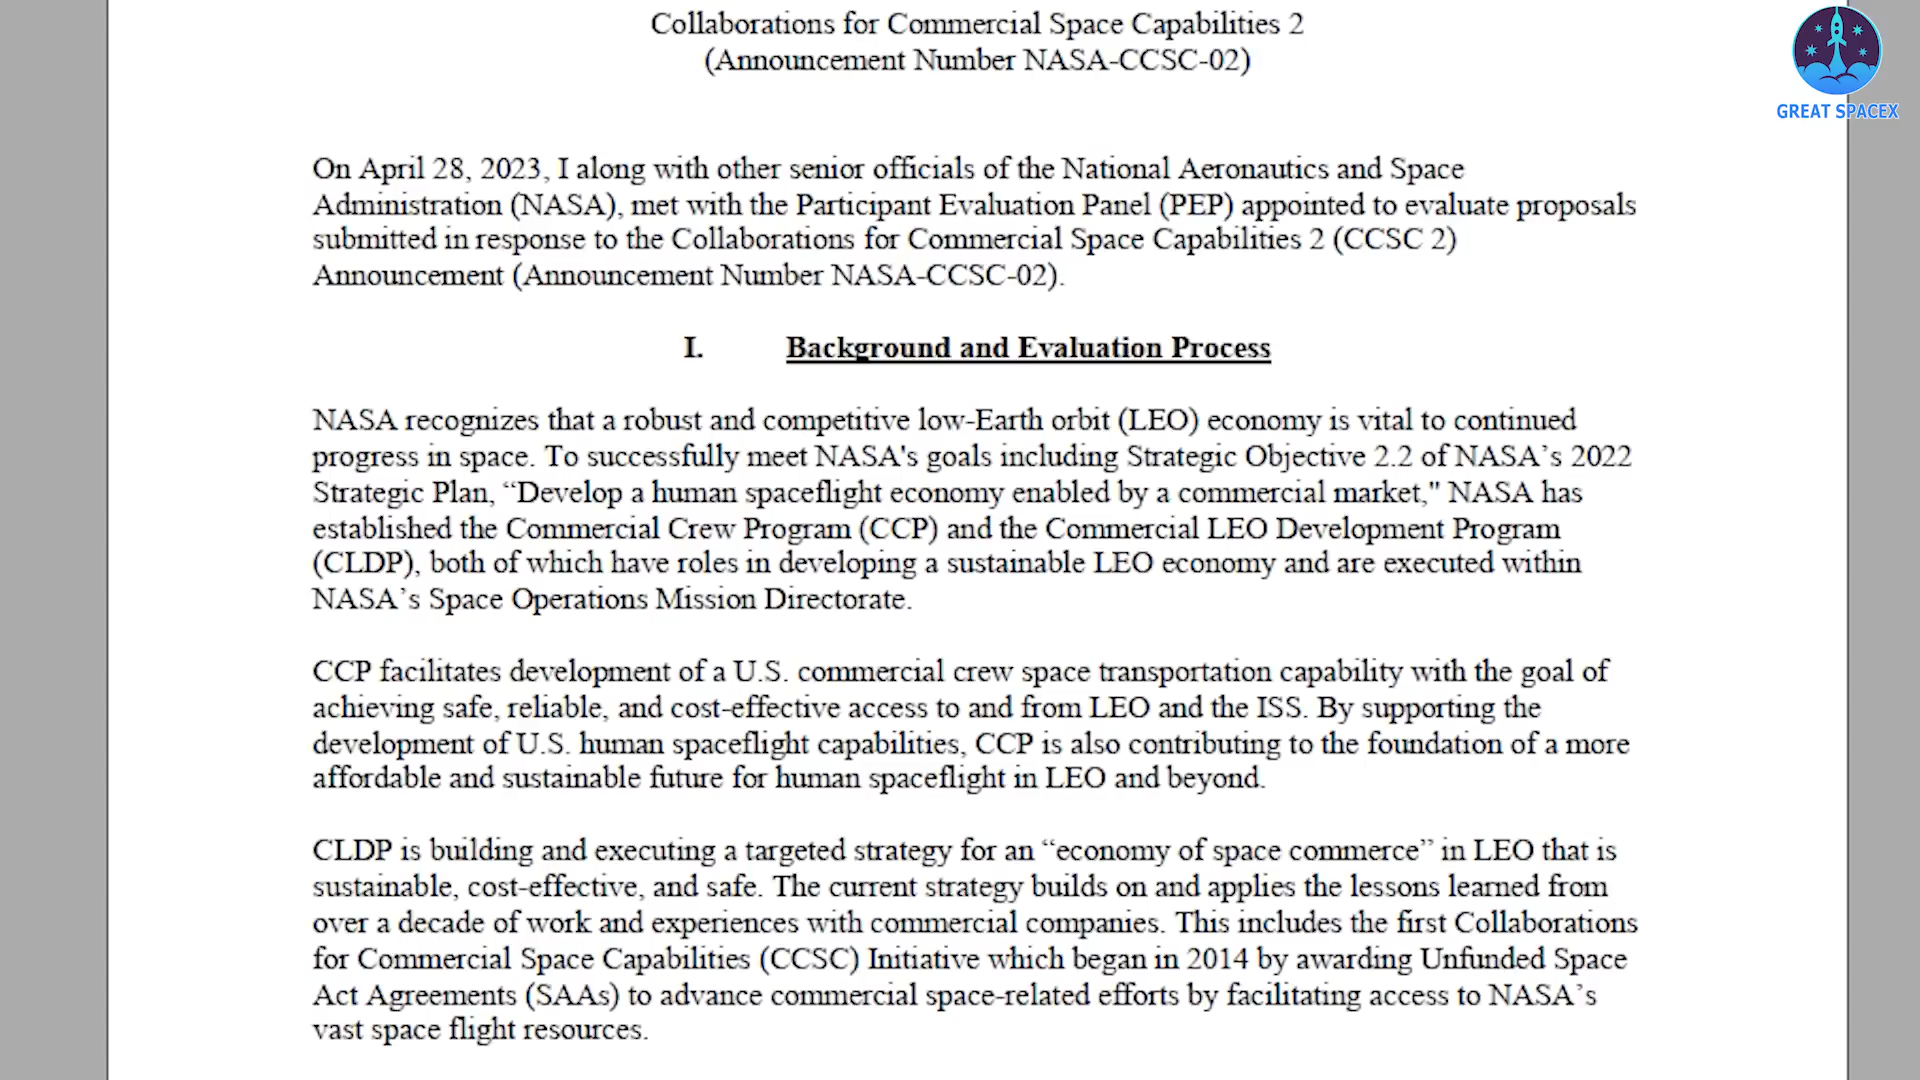 Collaborations for Commercial Space Capabilities 2
(Announcement Number NASA-CCSC-02)
GREAT SPACEX
On April 28, 2023, I along with other senior officials of the National Aeronautics and Space
Administration (NASA), met with the Participant Evaluation Panel (PEP) appointed to evaluate proposals
submitted in response to the Collaborations for Commercial Space Capabilities 2 (CCSC 2)
Announcement (Announcement Number NASA-CCSC-02).
I. Background and Evaluation Process
NASA recognizes that a robust and competitive low-Earth orbit (LEO) economy is vital to continued
progress in space. To successfully meet NASA's goals including Strategic Objective 2.2 of NASA’s 2022
Strategic Plan, “Develop a human spaceflight economy enabled by a commercial market," NASA has
established the Commercial Crew Program (CCP) and the Commercial LEO Development Program
(CLDP), both of which have roles in developing a sustainable LEO economy and are executed within
NASA’s Space Operations Mission Directorate.
CCP facilitates development of a U.S. commercial crew space transportation capability with the goal of
achieving safe, reliable, and cost-effective access to and from LEO and the ISS. By supporting the
development of U.S. human spaceflight capabilities, CCP is also contributing to the foundation of a more
affordable and sustainable future for human spaceflight in LEO and beyond.
CLDP is building and executing a targeted strategy for an “economy of space commerce” in LEO that is
sustainable, cost-effective, and safe. The current strategy builds on and applies the lessons learned from
over a decade of work and experiences with commercial companies. This includes the first Collaborations
for Commercial Space Capabilities (CCSC) Initiative which began in 2014 by awarding Unfunded Space
Act Agreements (SAAs) to advance commercial space-related efforts by facilitating access to NASA’s
vast space flight resources.